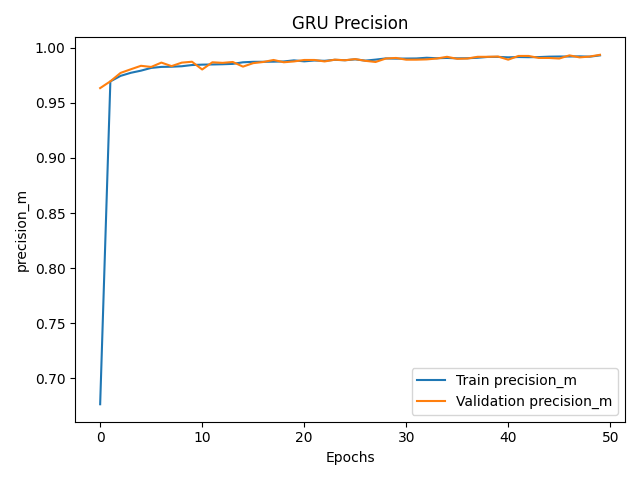 GRU Precision
1.00
0.95
0.90
0.85
0.80
0.75
0.70
precision_m
0 10 20 30 40 50
Epochs
Train precision_m
Validation precision_m